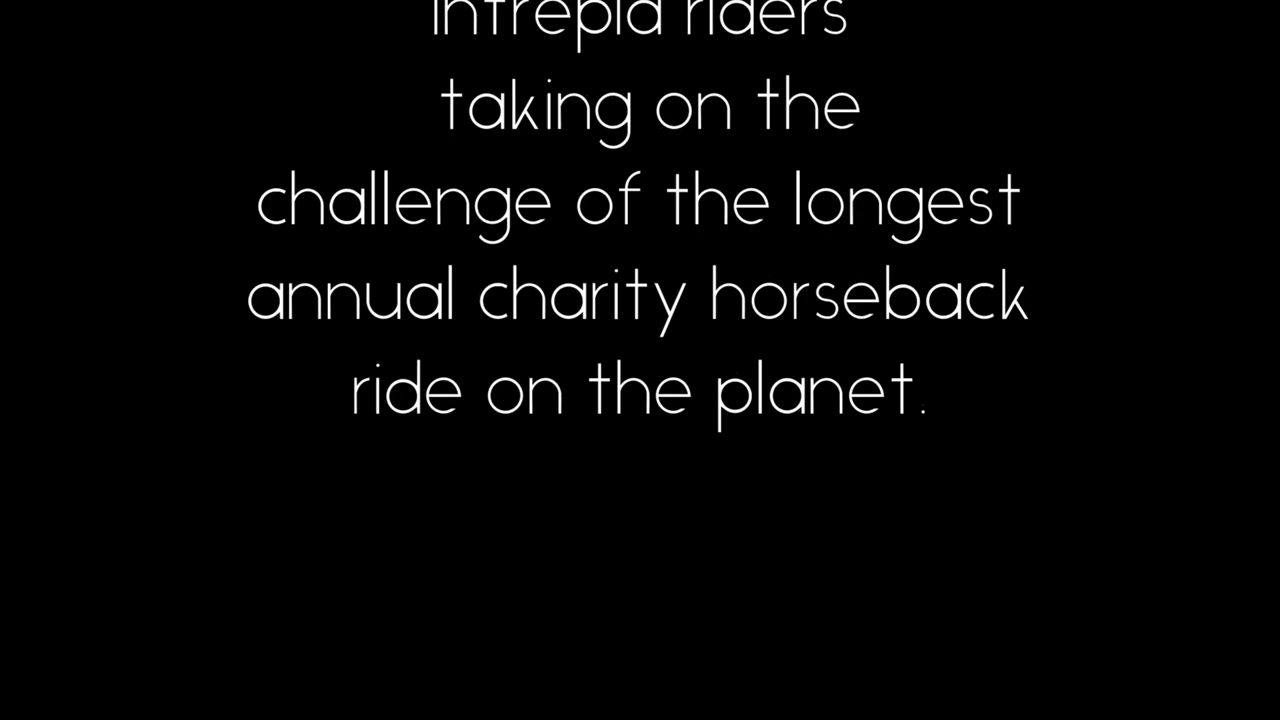 intrepid riders
taking on the
challenge of the longest
annual charity horseback
ride on the planet.